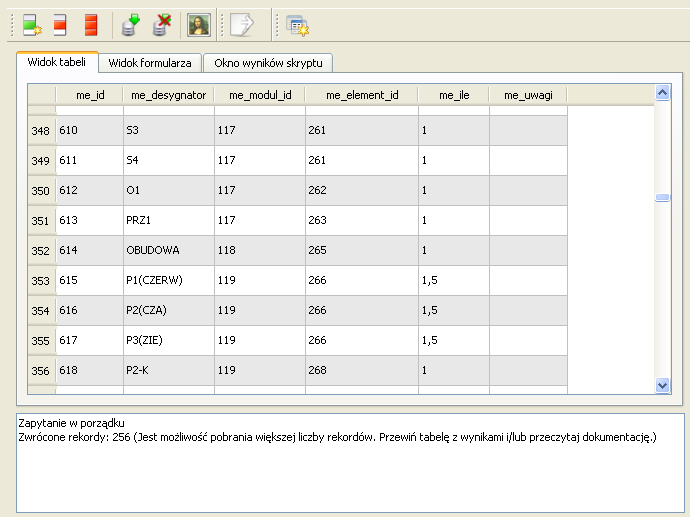 Widok tabeli Widok formularza Okno wyników skryptu
me_id me_desygnator me_modul_id me_element_id me_ile me_uwagi
348 610 S3 117 261 1
349 611 S4 117 261 1
350 612 O1 117 262 1
351 613 PRZ1 117 263 1
352 614 OBUDOWA 118 265 1
353 615 P1(CZERW) 119 266 1,5
354 616 P2(CZA) 119 266 1,5
355 617 P3(ZIE) 119 266 1,5
356 618 P2-K 119 268 1
Zapytanie w porządku
Zwrócone rekordy: 256 (Jest możliwość pobrania większej liczby rekordów. Przewiń tabelę z wynikami i/lub przeczytaj dokumentację.)